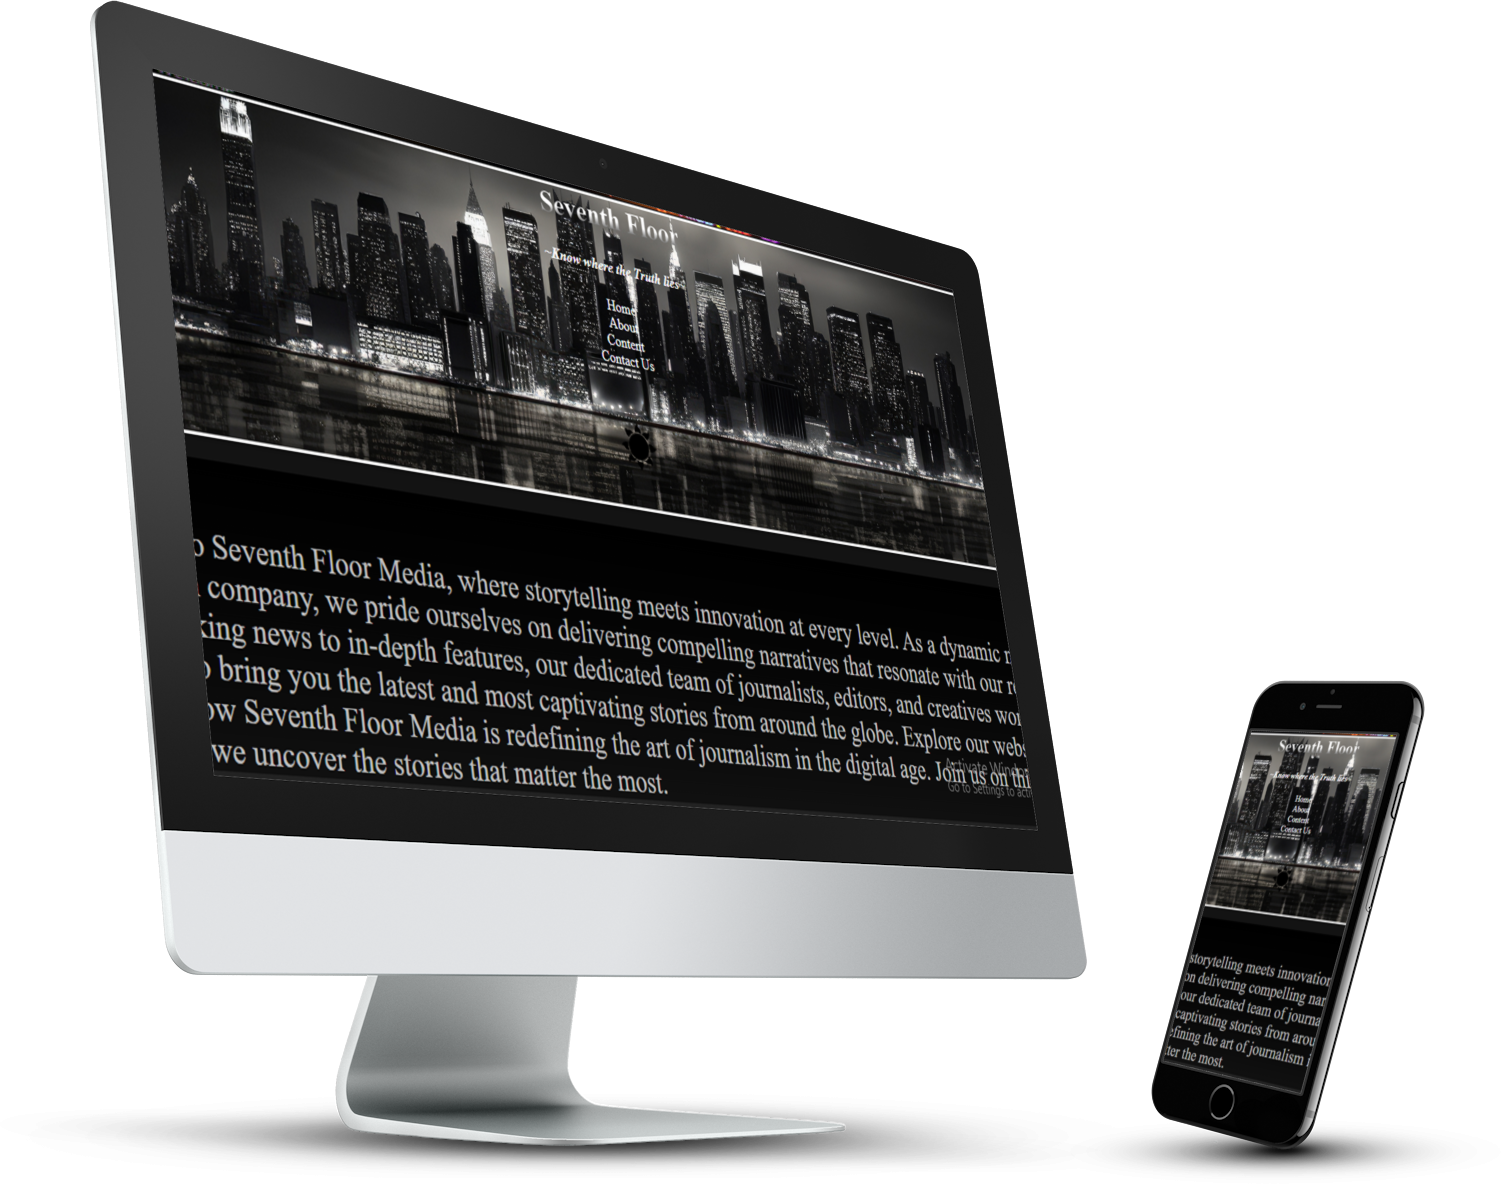 Seventh Floor
~Know where the Truth lies~
Home
About
Content
Contact Us
o Seventh Floor Media, where storytelling meets innovation at every level. As a dynamic
company, we pride ourselves on delivering compelling narratives that resonate with our
king news to in-depth features, our dedicated team of journalists, editors, and creatives wor
o bring you the latest and most captivating stories from around the globe. Explore our webs
ow Seventh Floor Media is redefining the art of journalism in the digital age. Join us on thi
we uncover the stories that matter the most.
Activate Windo
Go to Settings to acti
Seventh Floor
~Know where the Truth lies~
Home
About
Content
Contact Us
storytelling meets innovation
on delivering compelling nar
our dedicated team of journa
captivating stories from arou
fining the art of journalism
ter the most.